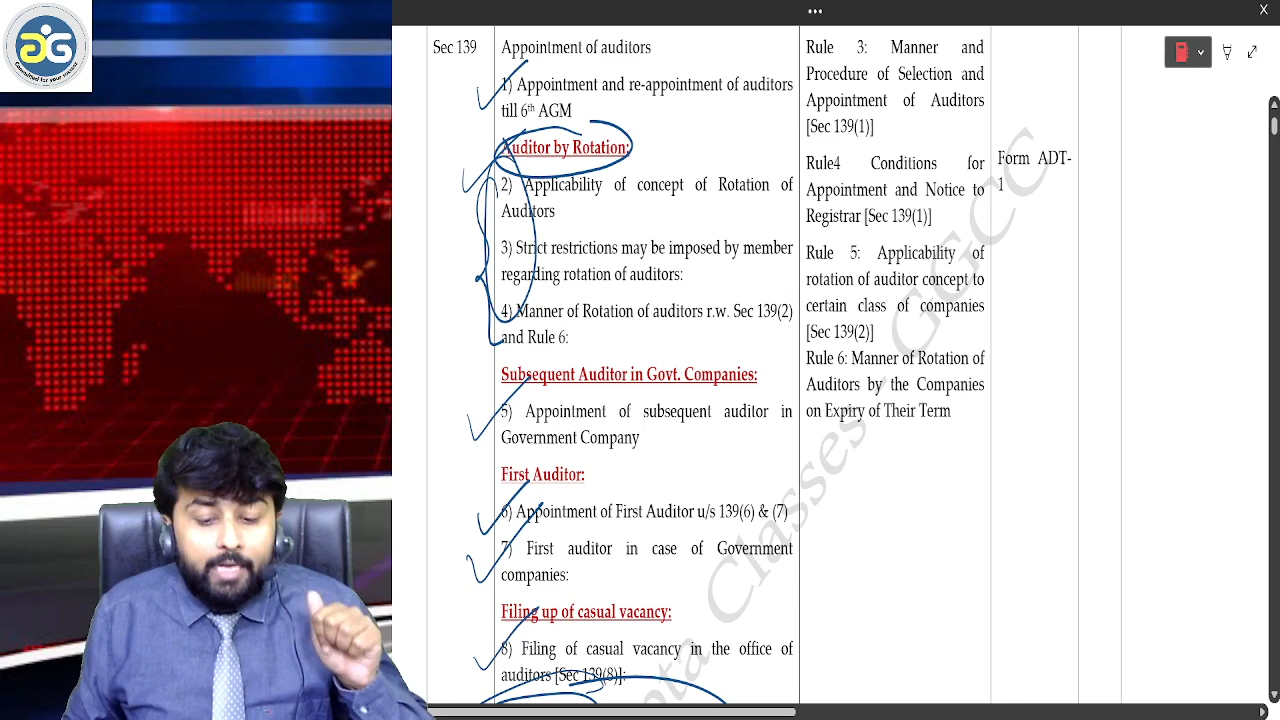 Sec 139
Appointment of auditors
1) Appointment and re-appointment of auditors
till 6th AGM
Auditor by Rotation:
2) Applicability of concept of Rotation of
Auditors
3) Strict restrictions may be imposed by member
regarding rotation of auditors:
4) Manner of Rotation of auditors r.w. Sec 139(2)
and Rule 6:
Subsequent Auditor in Govt. Companies:
5) Appointment of subsequent auditor in
Government Company
First Auditor:
6) Appointment of First Auditor u/s 139(6) & (7)
7) First auditor in case of Government
companies:
Filing up of casual vacancy:
8) Filing of casual vacancy in the office of
auditors [Sec 139(8)]:
Rule 3: Manner and
Procedure of Selection and
Appointment of Auditors
[Sec 139(1)]
Rule4 Conditions for
Appointment and Notice to
Registrar [Sec 139(1)]
Rule 5: Applicability of
rotation of auditor concept to
certain class of companies
[Sec 139(2)]
Rule 6: Manner of Rotation of
Auditors by the Companies
on Expiry of Their Term
Form ADT-
1
Classes - GGCC